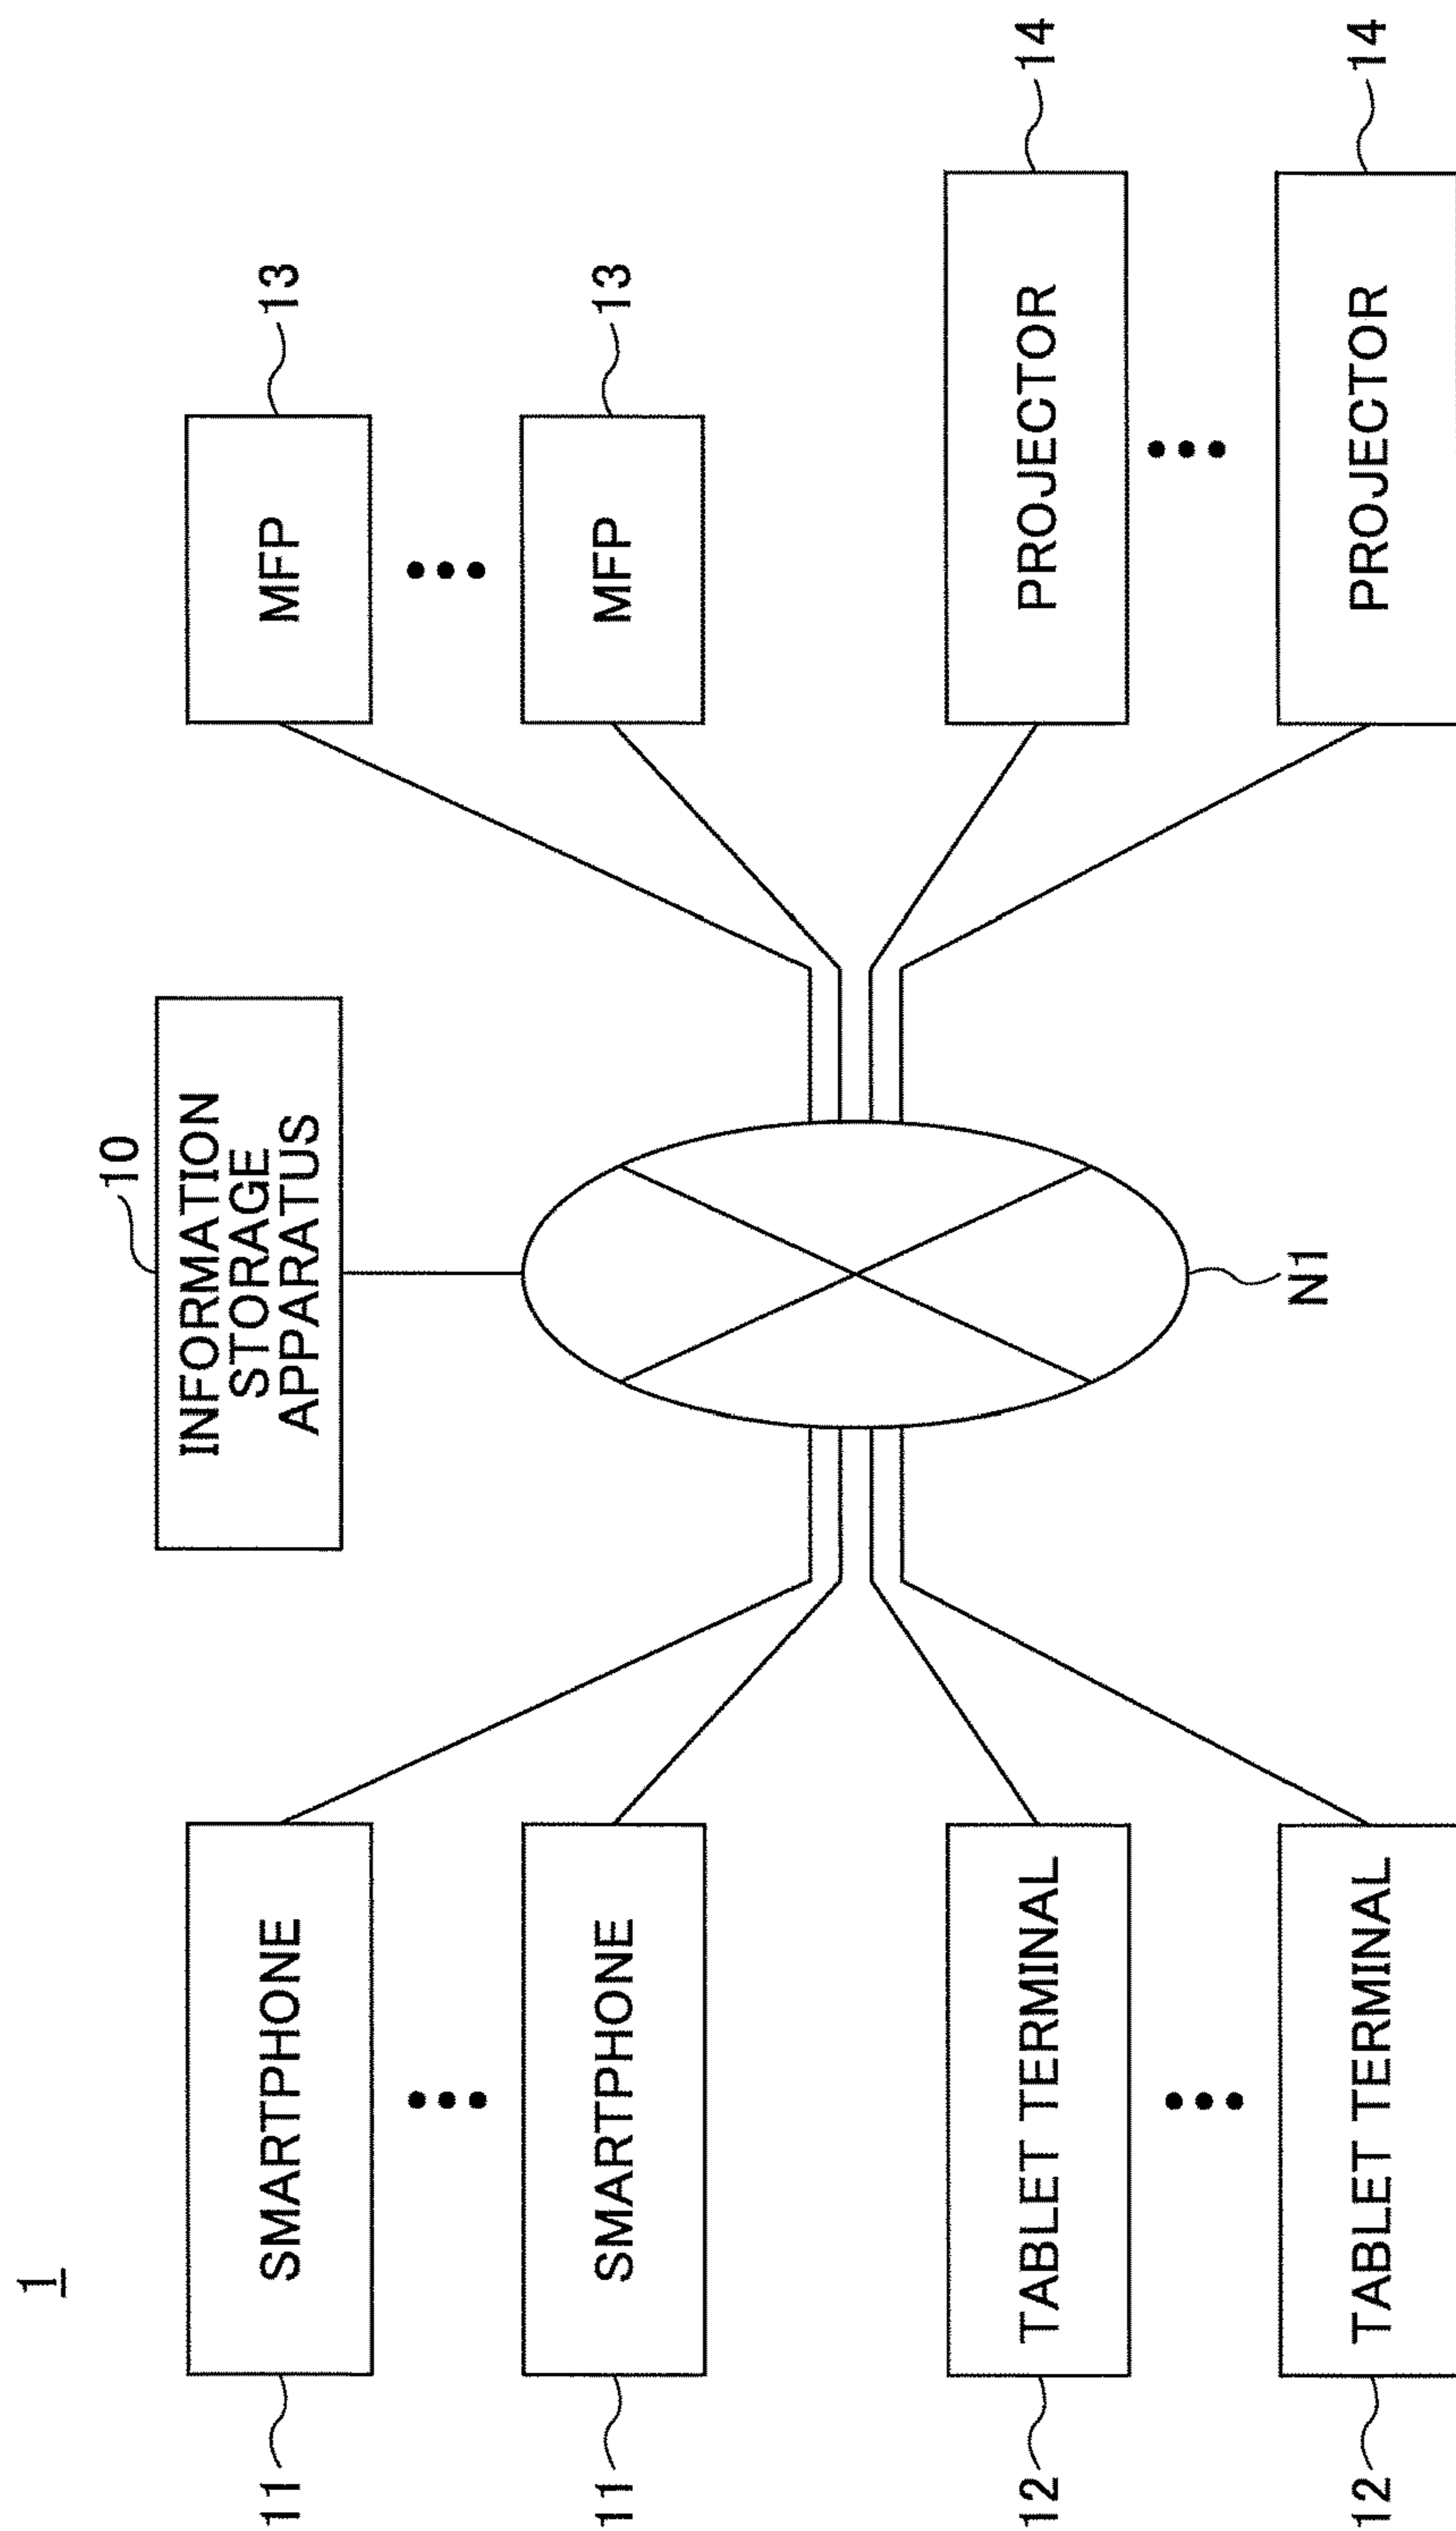 1
10
INFORMATION
STORAGE
APPARATUS
11
SMARTPHONE
MFP
13
11
SMARTPHONE
MFP
13
12
TABLET TERMINAL
PROJECTOR
14
12
TABLET TERMINAL
PROJECTOR
14
N1